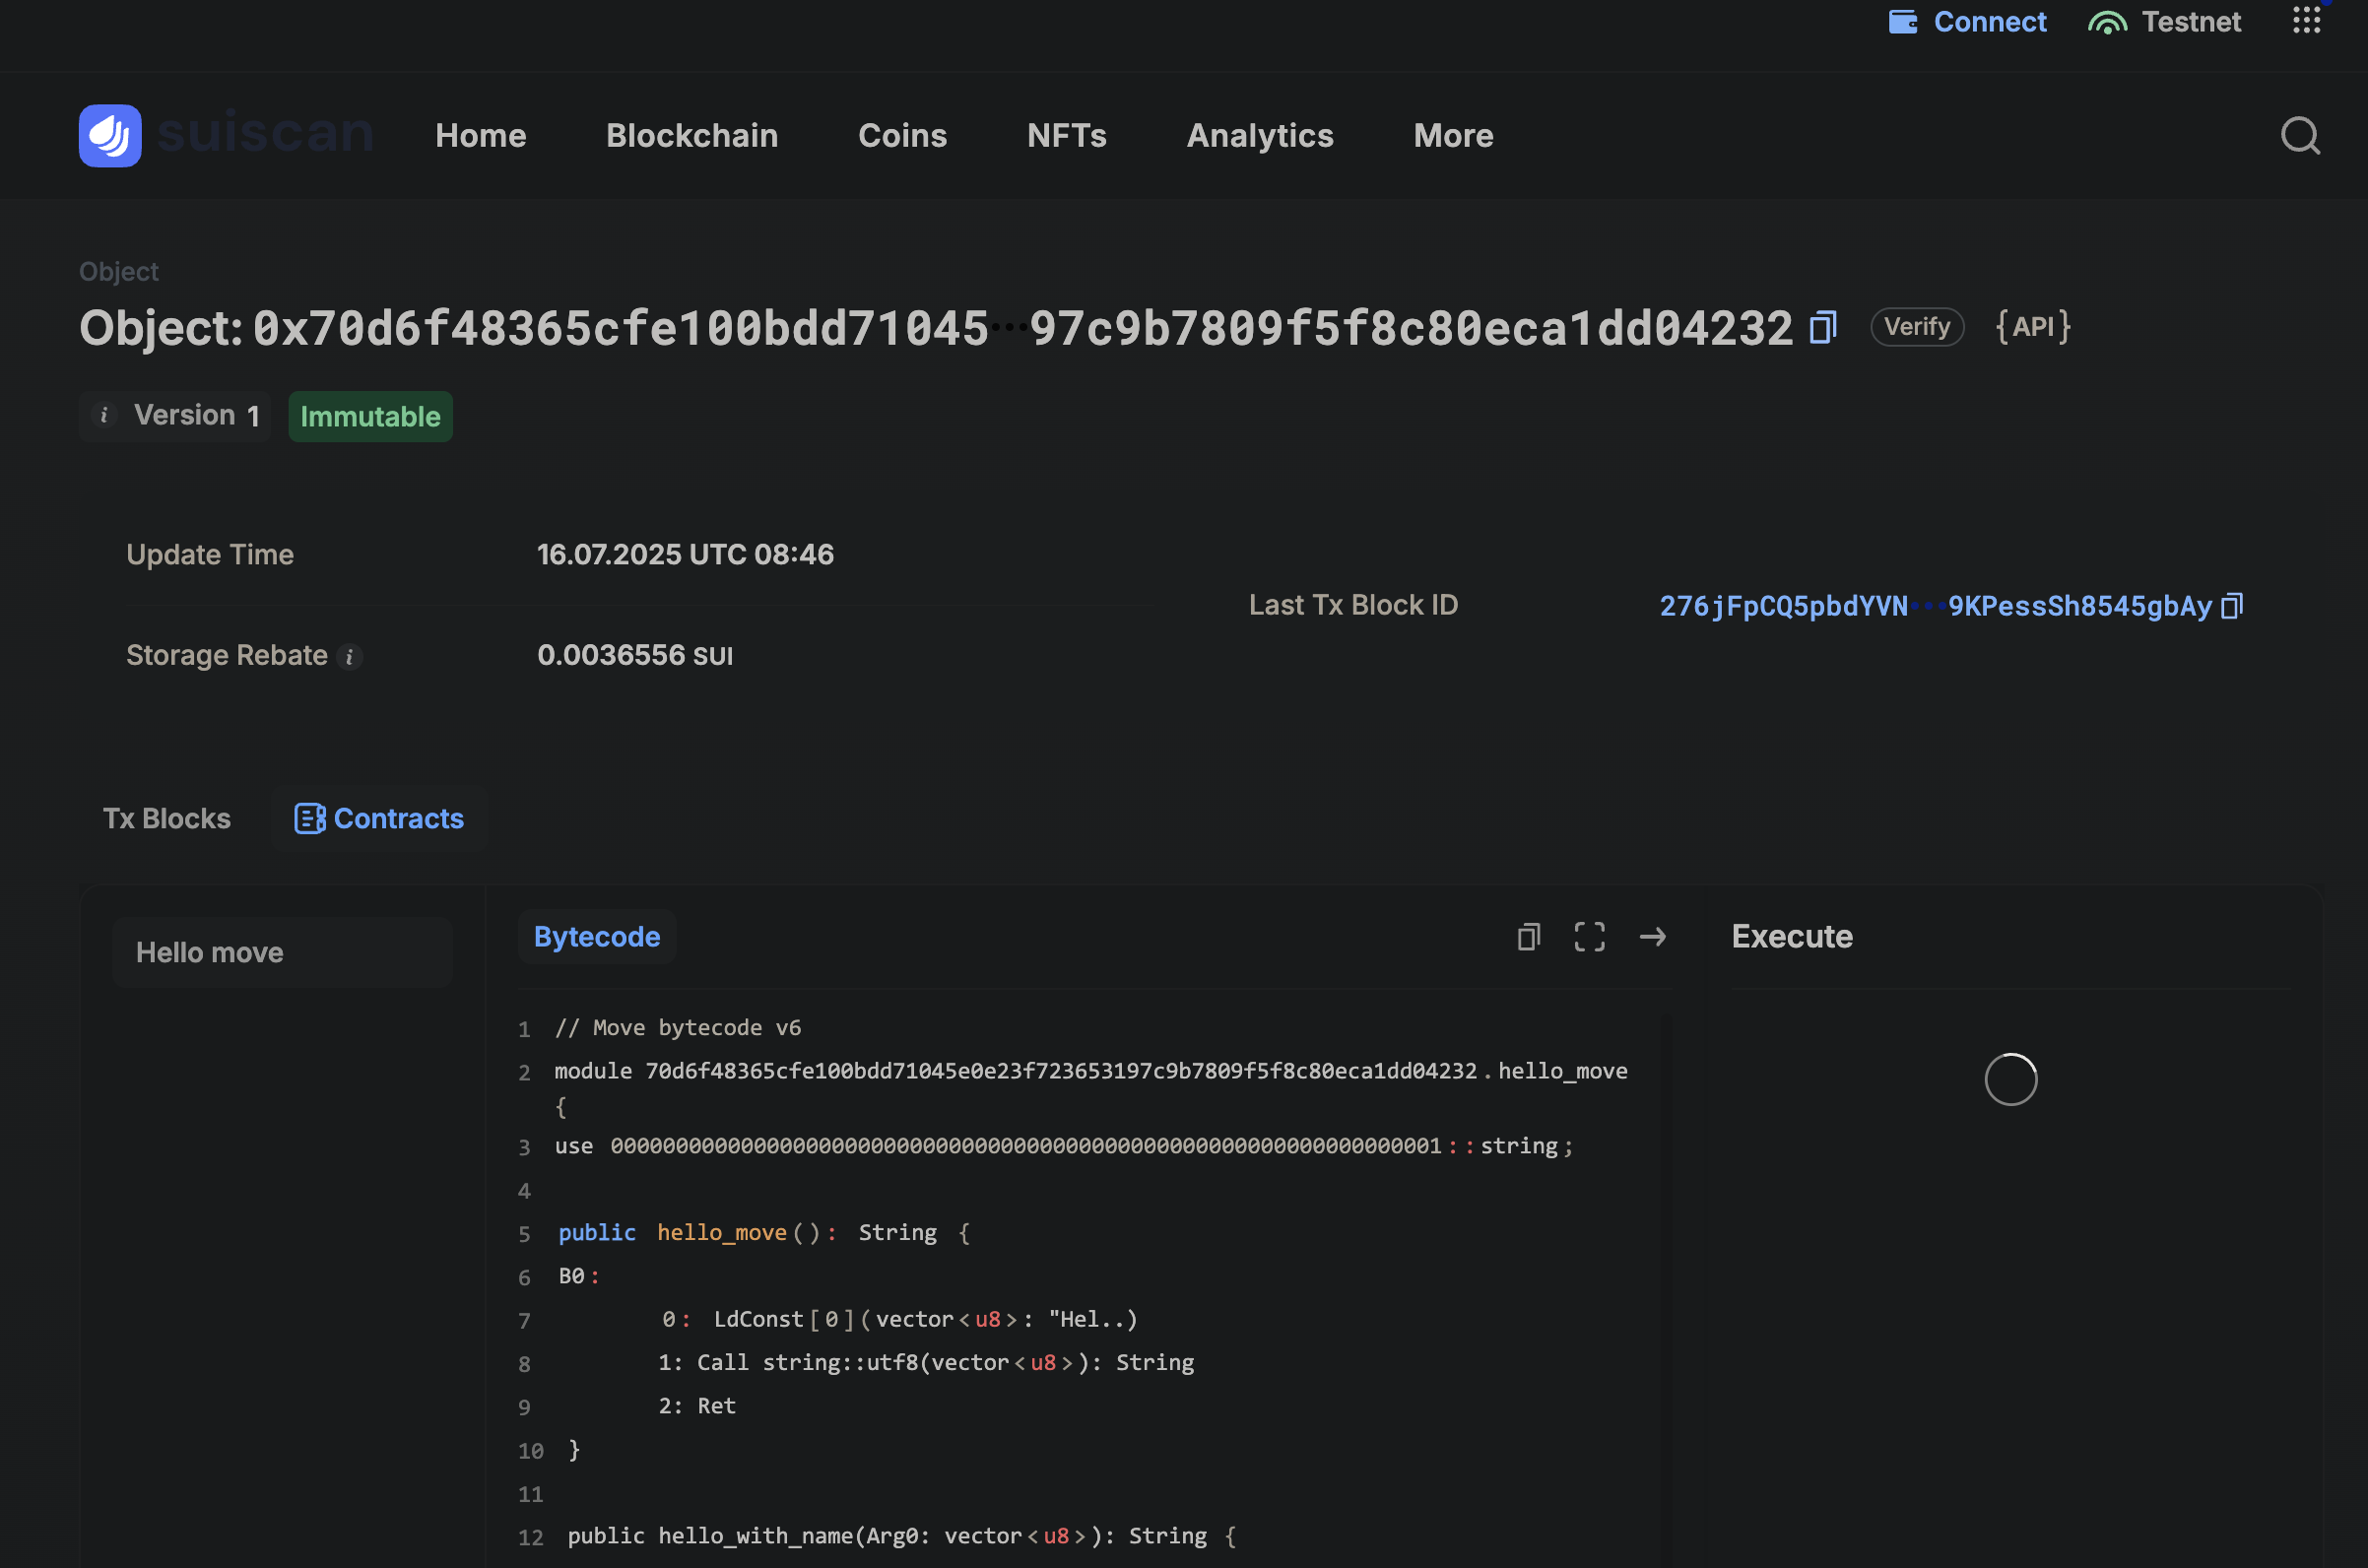 Connect Testnet
suiscan Home Blockchain Coins NFTs Analytics More
Object
Object: 0x70d6f48365cfe100bdd71045···97c9b7809f5f8c80eca1dd04232 Verify {API}
i Version 1 Immutable
Update Time 16.07.2025 UTC 08:46
Last Tx Block ID 276jFpCQ5pbdYVN···9KPessSh8545gbAy
Storage Rebate i 0.0036556 SUI
Tx Blocks Contracts
Hello move Bytecode Execute
1 // Move bytecode v6
2 module 70d6f48365cfe100bdd71045e0e23f723653197c9b7809f5f8c80eca1dd04232.hello_move
{
3 use 0000000000000000000000000000000000000000000000000000000000000001::string;
4
5 public hello_move(): String {
6 B0:
7 0: LdConst[0](vector<u8>: "Hel..)
8 1: Call string::utf8(vector<u8>): String
9 2: Ret
10 }
11
12 public hello_with_name(Arg0: vector<u8>): String {